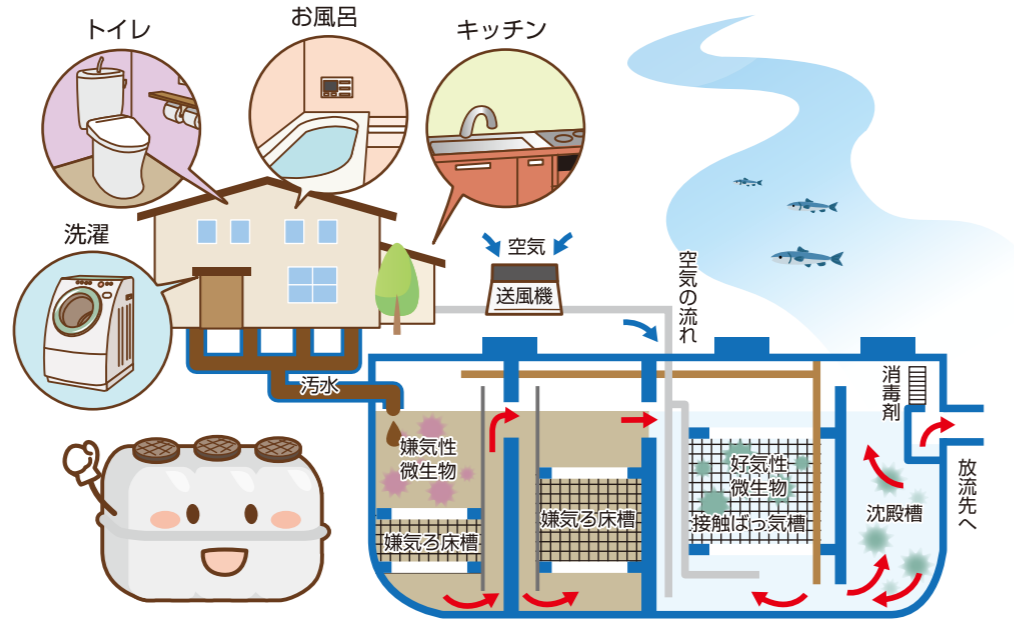 トイレ
お風呂
キッチン
洗濯
空気
送風機
空気の流れ
汚水
嫌気性
微生物
嫌気ろ床槽
嫌気ろ床槽
好気性
微生物
接触ばっ気槽
消毒剤
沈殿槽
放流先へ